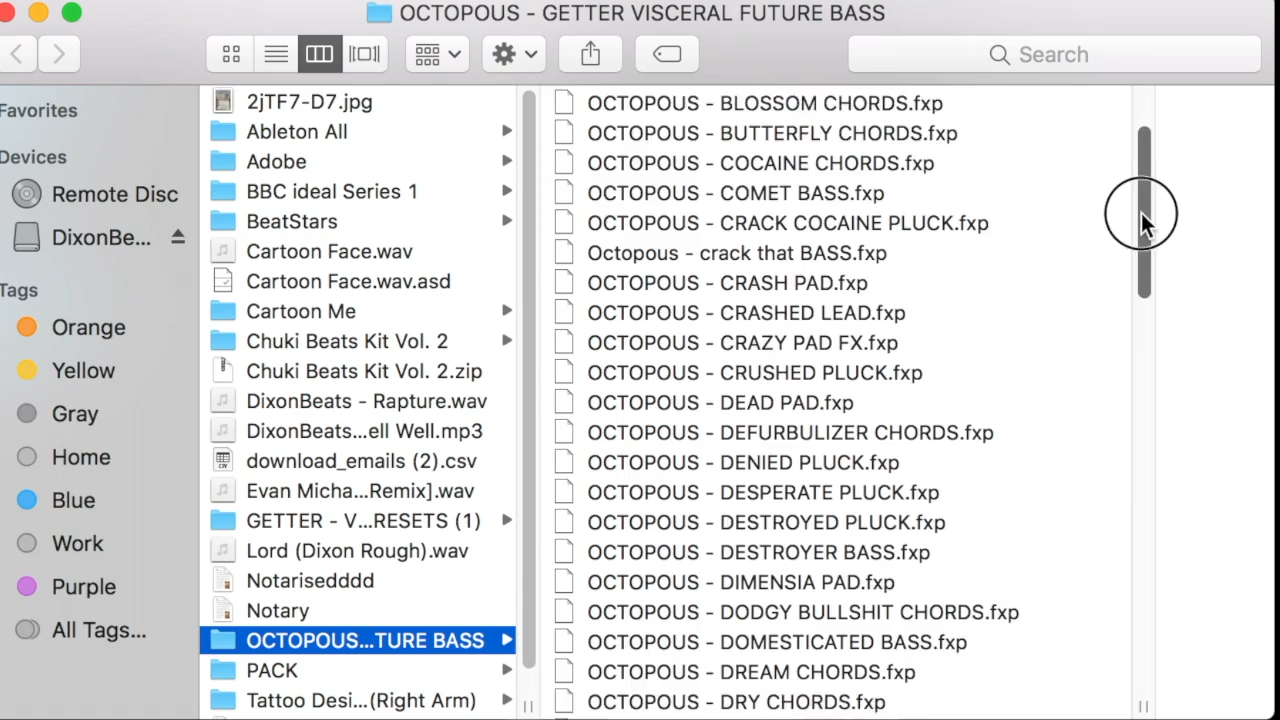 OCTOPOUS - GETTER VISCERAL FUTURE BASS
Search
Favorites
Devices
Remote Disc
DixonBe...
Tags
Orange
Yellow
Gray
Home
Blue
Work
Purple
All Tags...
2jTF7-D7.jpg
Ableton All
Adobe
BBC ideal Series 1
BeatStars
Cartoon Face.wav
Cartoon Face.wav.asd
Cartoon Me
Chuki Beats Kit Vol. 2
Chuki Beats Kit Vol. 2.zip
DixonBeats - Rapture.wav
DixonBeats...ell Well.mp3
download_emails (2).csv
Evan Micha...Remix].wav
GETTER - V...RESETS (1)
Lord (Dixon Rough).wav
Notarisedddd
Notary
OCTOPOUS...TURE BASS
PACK
Tattoo Desi...(Right Arm)
OCTOPOUS - BLOSSOM CHORDS.fxp
OCTOPOUS - BUTTERFLY CHORDS.fxp
OCTOPOUS - COCAINE CHORDS.fxp
OCTOPOUS - COMET BASS.fxp
OCTOPOUS - CRACK COCAINE PLUCK.fxp
Octopous - crack that BASS.fxp
OCTOPOUS - CRASH PAD.fxp
OCTOPOUS - CRASHED LEAD.fxp
OCTOPOUS - CRAZY PAD FX.fxp
OCTOPOUS - CRUSHED PLUCK.fxp
OCTOPOUS - DEAD PAD.fxp
OCTOPOUS - DEFURBULIZER CHORDS.fxp
OCTOPOUS - DENIED PLUCK.fxp
OCTOPOUS - DESPERATE PLUCK.fxp
OCTOPOUS - DESTROYED PLUCK.fxp
OCTOPOUS - DESTROYER BASS.fxp
OCTOPOUS - DIMENSIA PAD.fxp
OCTOPOUS - DODGY BULLSHIT CHORDS.fxp
OCTOPOUS - DOMESTICATED BASS.fxp
OCTOPOUS - DREAM CHORDS.fxp
OCTOPOUS - DRY CHORDS.fxp